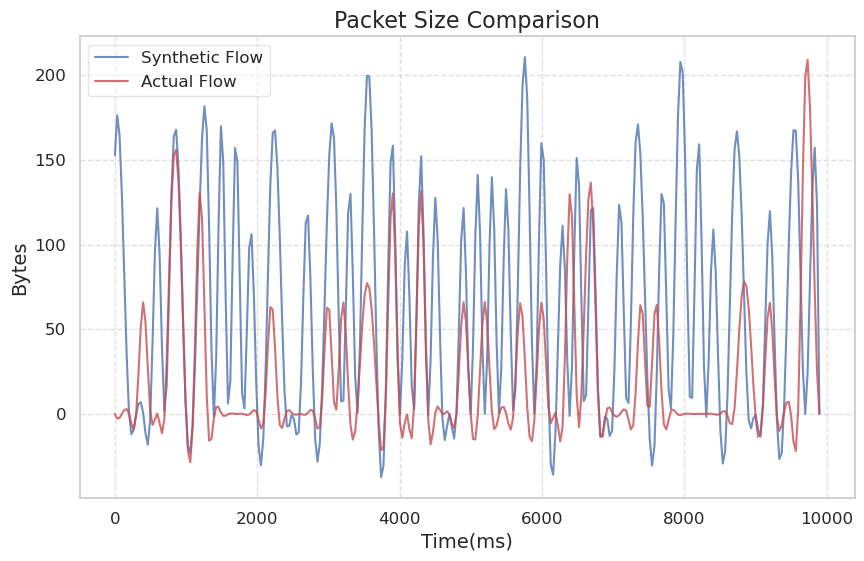 Packet Size Comparison
Synthetic Flow
Actual Flow
200
150
100
50
0
Bytes
0 2000 4000 6000 8000 10000
Time(ms)